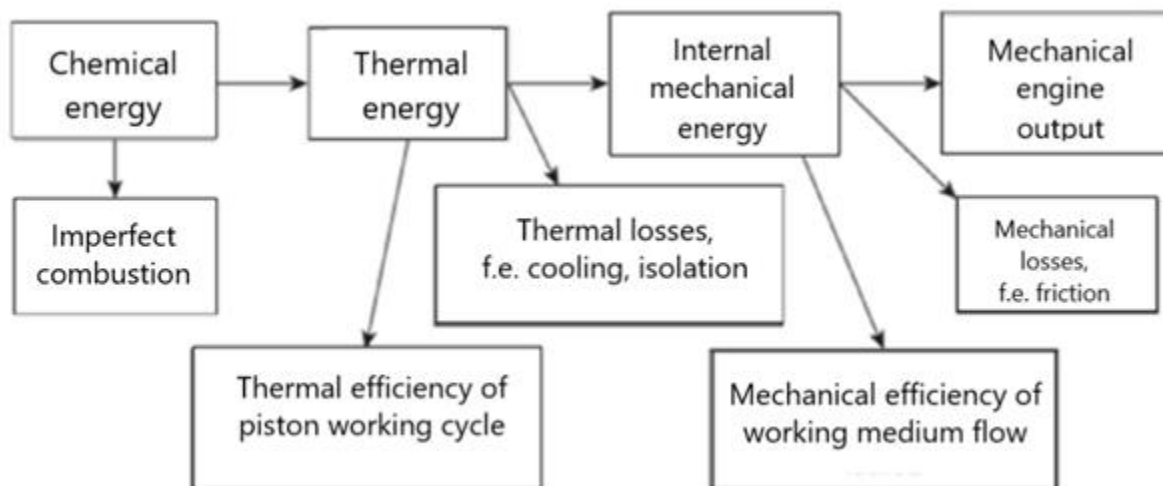 Chemical
energy
Thermal
energy
Internal
mechanical
energy
Mechanical
engine
output
Imperfect
combustion
Thermal losses,
f.e. cooling, isolation
Mechanical
losses,
f.e. friction
Thermal efficiency of
piston working cycle
Mechanical efficiency of
working medium flow